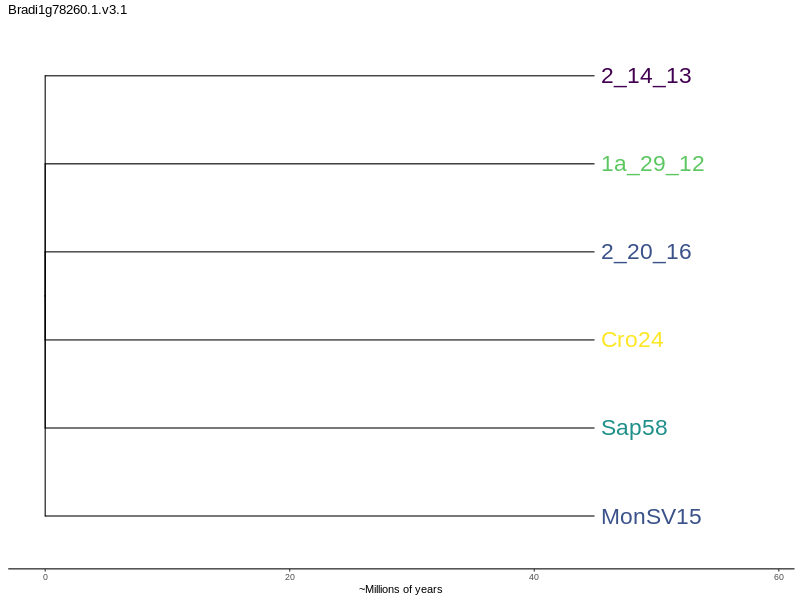 Bradi1g78260.1.v3.1
2_14_13
1a_29_12
2_20_16
Cro24
Sap58
MonSV15
0 20 40 60
~Millions of years